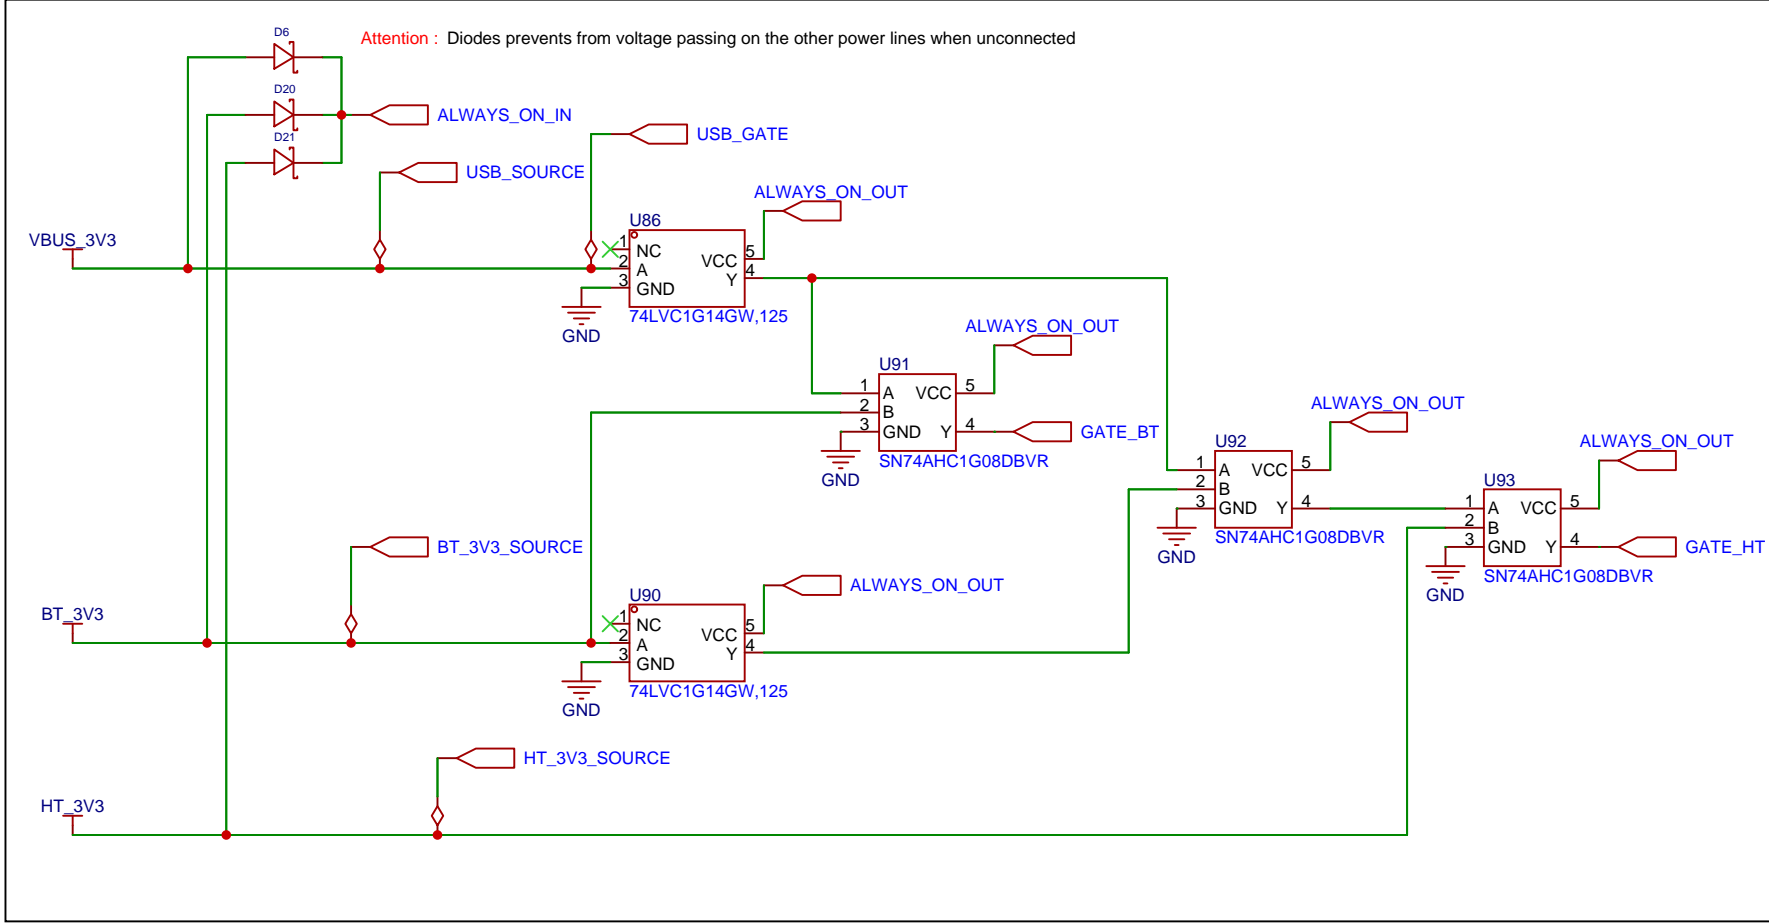 D6
Attention : Diodes prevents from voltage passing on the other power lines when unconnected
D20
ALWAYS_ON_IN
D21
USB_GATE
USB_SOURCE
ALWAYS_ON_OUT
VBUS_3V3
U86
1 NC
2 A
3 GND
VCC 5
Y 4
74LVC1G14GW,125
GND
ALWAYS_ON_OUT
U91
1 A VCC 5
2 B
3 GND Y 4
GATE_BT
SN74AHC1G08DBVR
GND
ALWAYS_ON_OUT
U92
1 A VCC 5
2 B
3 GND Y 4
SN74AHC1G08DBVR
GND
ALWAYS_ON_OUT
U93
1 A VCC 5
2 B
3 GND Y 4
GATE_HT
SN74AHC1G08DBVR
GND
BT_3V3_SOURCE
BT_3V3
U90
ALWAYS_ON_OUT
1 NC
2 A
3 GND
VCC 5
Y 4
74LVC1G14GW,125
GND
HT_3V3_SOURCE
HT_3V3